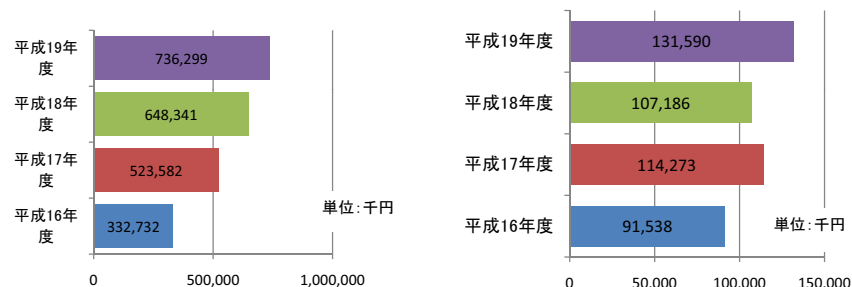 平成19年
度
736,299
平成18年
度
648,341
平成17年
度
523,582
平成16年
度
332,732
単位:千円
0
500,000
1,000,000
平成19年度
131,590
平成18年度
107,186
平成17年度
114,273
平成16年度
91,538
単位:千円
0
50,000
100,000
150,000